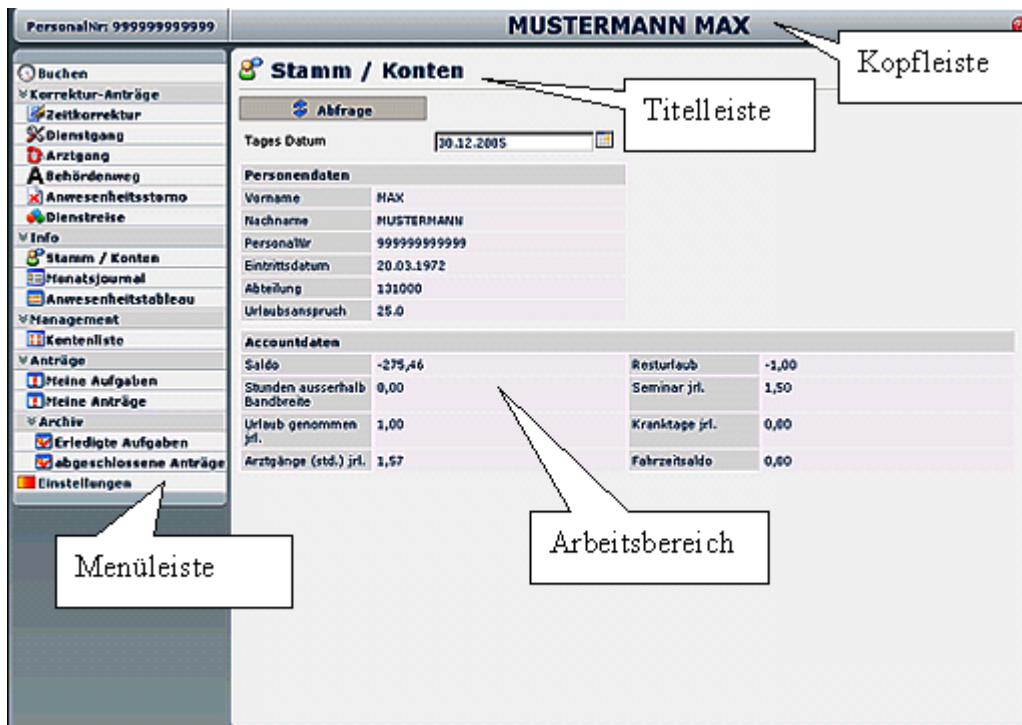 PersonalNr: 999999999999
MUSTERMANN MAX
Kopfleiste
Buchen
Korrektur-Anträge
Zeitkorrektur
Dienstgang
Arztgang
Behördenweg
Anwesenheitsstorno
Dienstreise
Info
Stamm / Konten
Monatsjournal
Anwesenheitstableau
Management
Kontenliste
Anträge
Meine Aufgaben
Meine Anträge
Archiv
Erledigte Aufgaben
abgeschlossene Anträge
Einstellungen
Menüleiste
Stamm / Konten
Titelleiste
Abfrage
Tages Datum 30.12.2005
Personendaten
Vorname MAX
Nachname MUSTERMANN
PersonalNr 999999999999
Eintrittsdatum 20.03.1972
Abteilung 131000
Urlaubsanspruch 25.0
Accountdaten
Saldo -275,46 Resturlaub -1,00
Stunden ausserhalb 0,00 Seminar jrl. 1,50
Bandbreite
Urlaub genommen 1,00 Kranktage jrl. 0,00
jrl.
Arztgänge (std.) jrl. 1,57 Fahrzeitsaldo 0,00
Arbeitsbereich